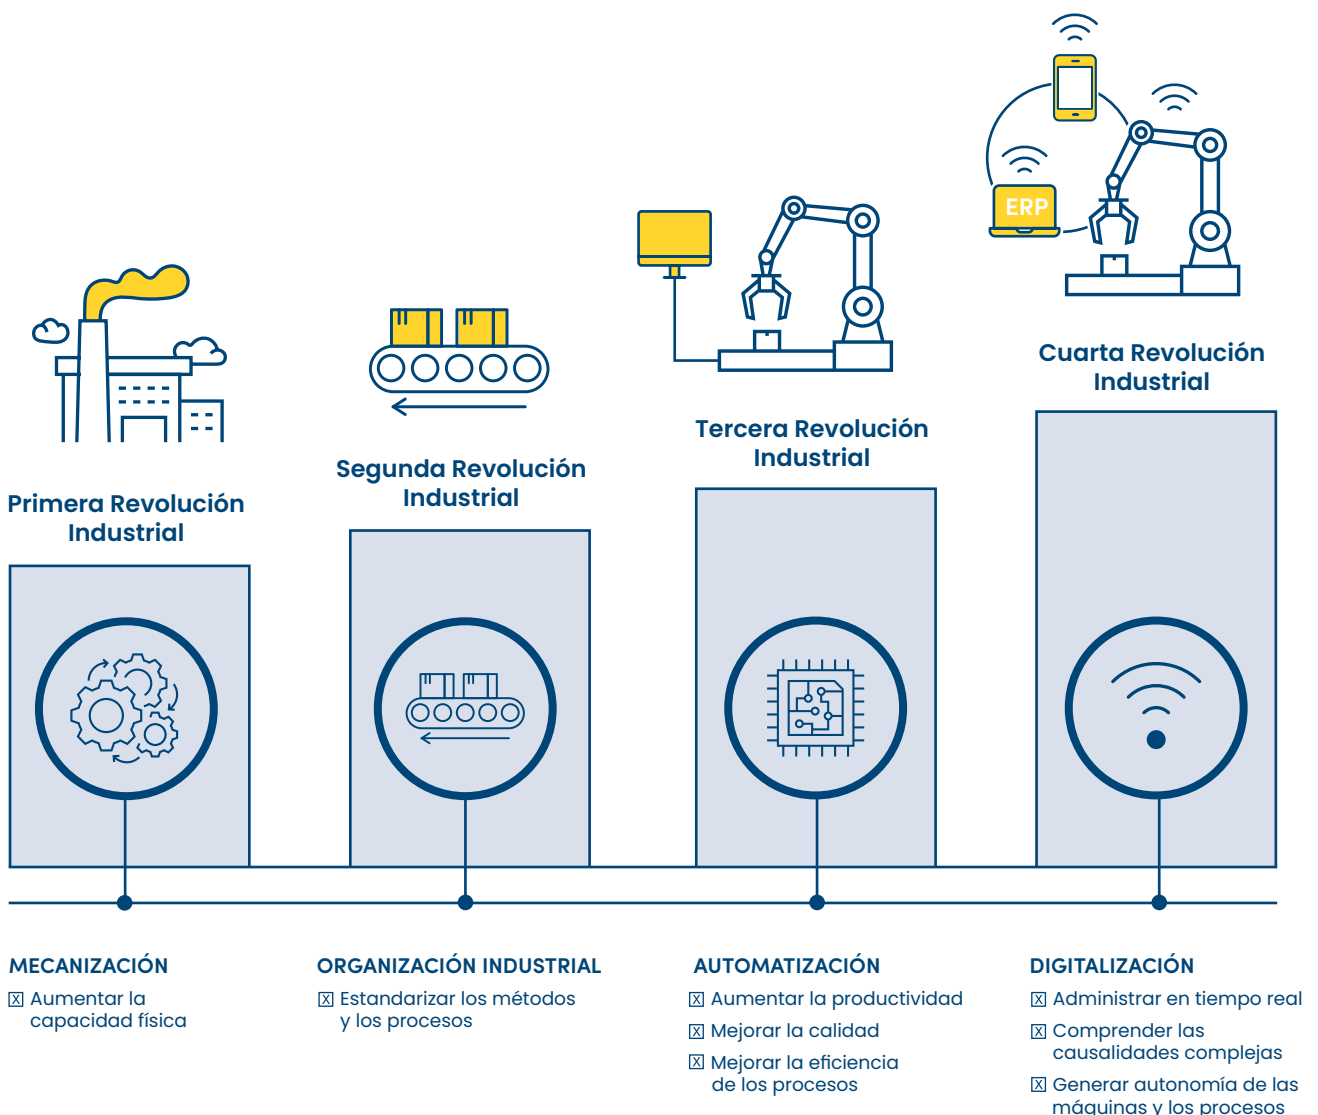 ERP
Cuarta Revolución
Industrial
Tercera Revolución
Industrial
Segunda Revolución
Industrial
Primera Revolución
Industrial
MECANIZACIÓN
☒ Aumentar la
capacidad física
ORGANIZACIÓN INDUSTRIAL
☒ Estandarizar los métodos
y los procesos
AUTOMATIZACIÓN
☒ Aumentar la productividad
☒ Mejorar la calidad
☒ Mejorar la eficiencia
de los procesos
DIGITALIZACIÓN
☒ Administrar en tiempo real
☒ Comprender las
causalidades complejas
☒ Generar autonomía de las
máquinas y los procesos